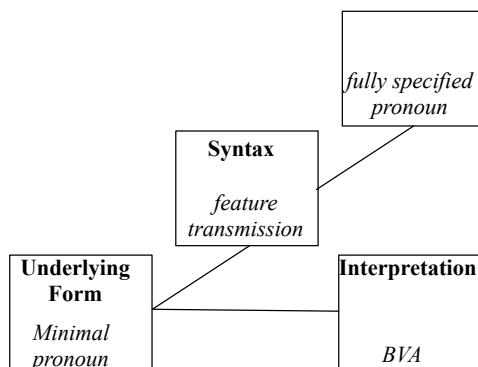 fully specified
pronoun
Syntax
feature
transmission
Underlying
Form
Minimal
pronoun
Interpretation
BVA